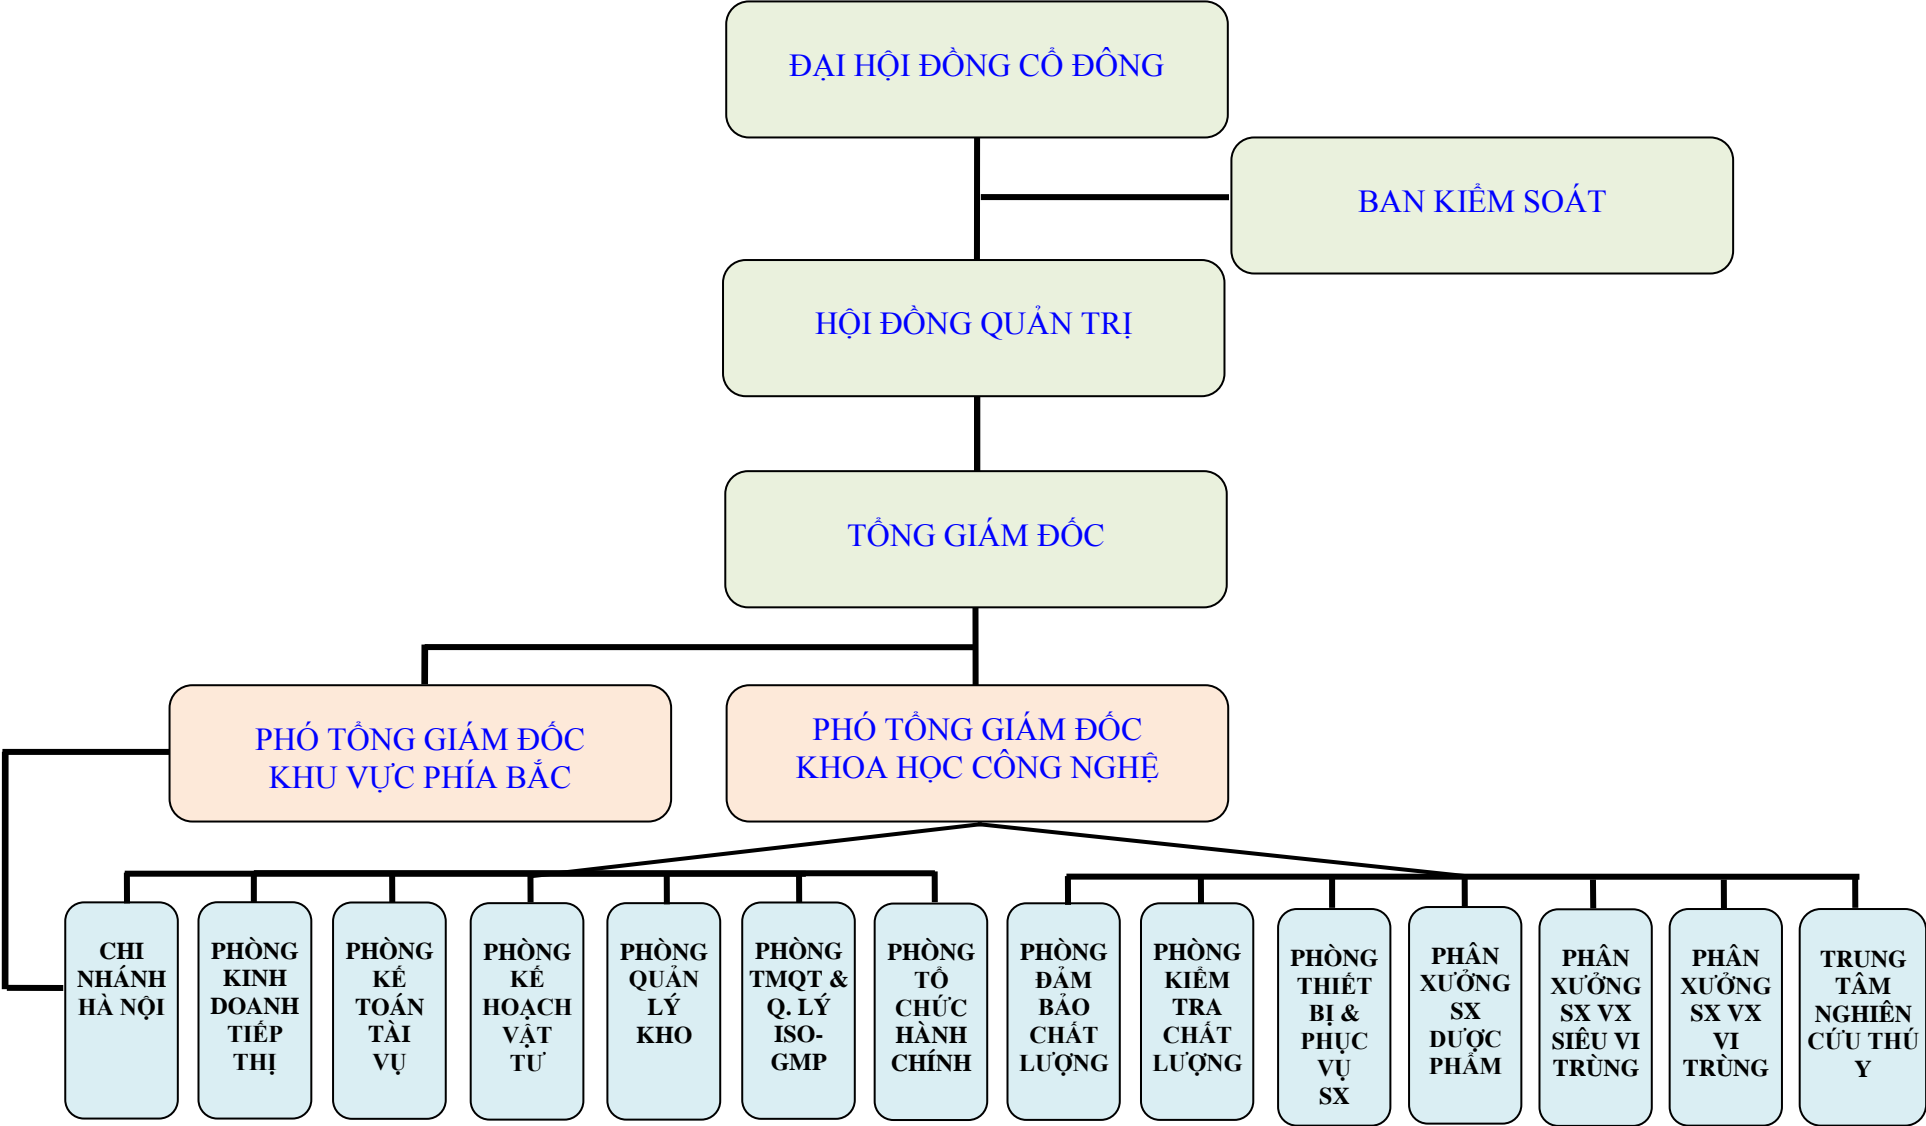 ĐẠI HỘI ĐỒNG CỔ ĐÔNG
BAN KIỂM SOÁT
HỘI ĐỒNG QUẢN TRỊ
TỔNG GIÁM ĐỐC
PHÓ TỔNG GIÁM ĐỐC
KHU VỰC PHÍA BẮC
PHÓ TỔNG GIÁM ĐỐC
KHOA HỌC CÔNG NGHỆ
CHI
NHÁNH
HÀ NỘI
PHÒNG
KINH
DOANH
TIẾP
THỊ
PHÒNG
KẾ
TOÁN
TÀI
VỤ
PHÒNG
KẾ
HOẠCH
VẬT
TƯ
PHÒNG
QUẢN
LÝ
KHO
PHÒNG
TMQT &
Q. LÝ
ISO-
GMP
PHÒNG
TỔ
CHỨC
HÀNH
CHÍNH
PHÒNG
ĐẢM
BẢO
CHẤT
LƯỢNG
PHÒNG
KIỂM
TRA
CHẤT
LƯỢNG
PHÒNG
THIẾT
BỊ &
PHỤC
VỤ
SX
PHÂN
XƯỞNG
SX
DƯỢC
PHẨM
PHÂN
XƯỞNG
SX VX
SIÊU VI
TRÙNG
PHÂN
XƯỞNG
SX VX
VI
TRÙNG
TRUNG
TÂM
NGHIÊN
CỨU THÚ
Y